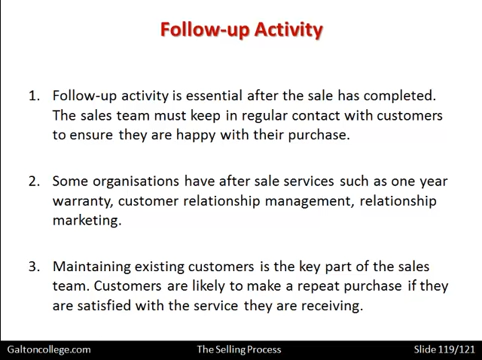 Follow-up Activity
1. Follow-up activity is essential after the sale has completed.
The sales team must keep in regular contact with customers
to ensure they are happy with their purchase.
2. Some organisations have after sale services such as one year
warranty, customer relationship management, relationship
marketing.
3. Maintaining existing customers is the key part of the sales
team. Customers are likely to make a repeat purchase if they
are satisfied with the service they are receiving.
Galtoncollege.com The Selling Process Slide 119/121